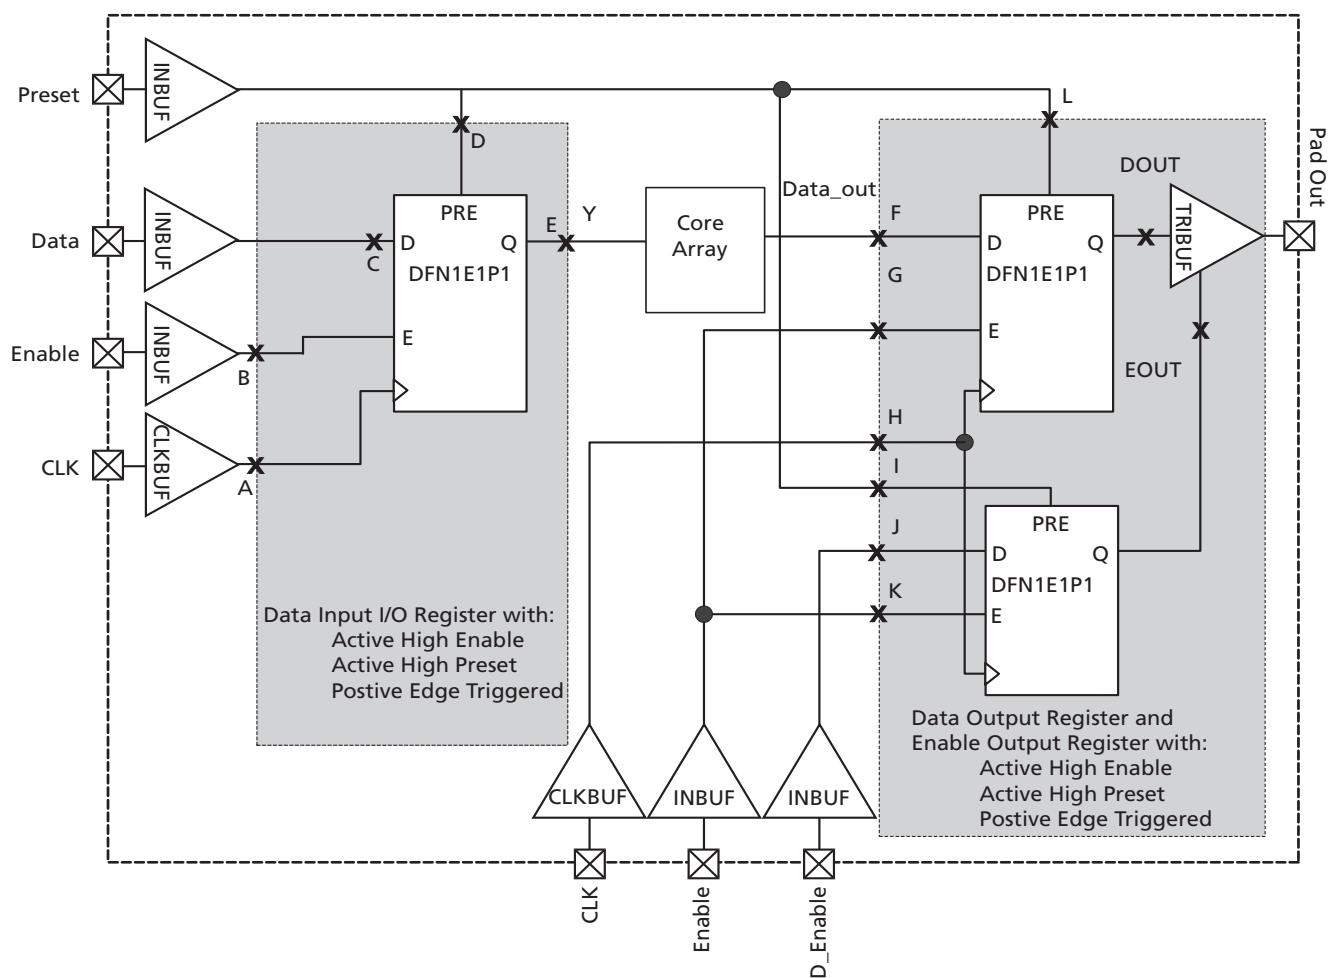 Preset
INBUF
L
D
Pad Out
DOUT
Data_out
Data
INBUF
PRE
D
Q
DFN1E1P1
E
C
E
Y
Core
Array
F
G
PRE
D
Q
DFN1E1P1
E
TRIBUF
Enable
INBUF
B
EOUT
CLK
CLKBUF
A
H
I
J
K
PRE
D
Q
DFN1E1P1
E
Data Input I/O Register with:
Active High Enable
Active High Preset
Postive Edge Triggered
Data Output Register and
Enable Output Register with:
Active High Enable
Active High Preset
Postive Edge Triggered
CLKBUF
INBUF
INBUF
CLK
Enable
D_Enable